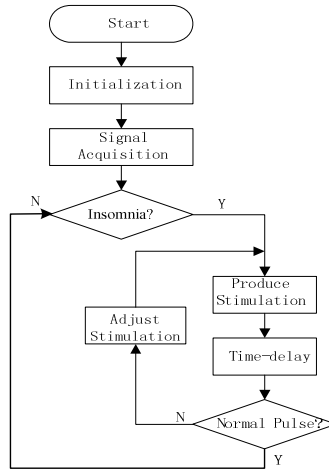 Start
Initialization
Signal
Acquisition
N
Insomnia?
Y
Produce
Stimulation
Adjust
Stimulation
Time-delay
N
Normal Pulse?
Y